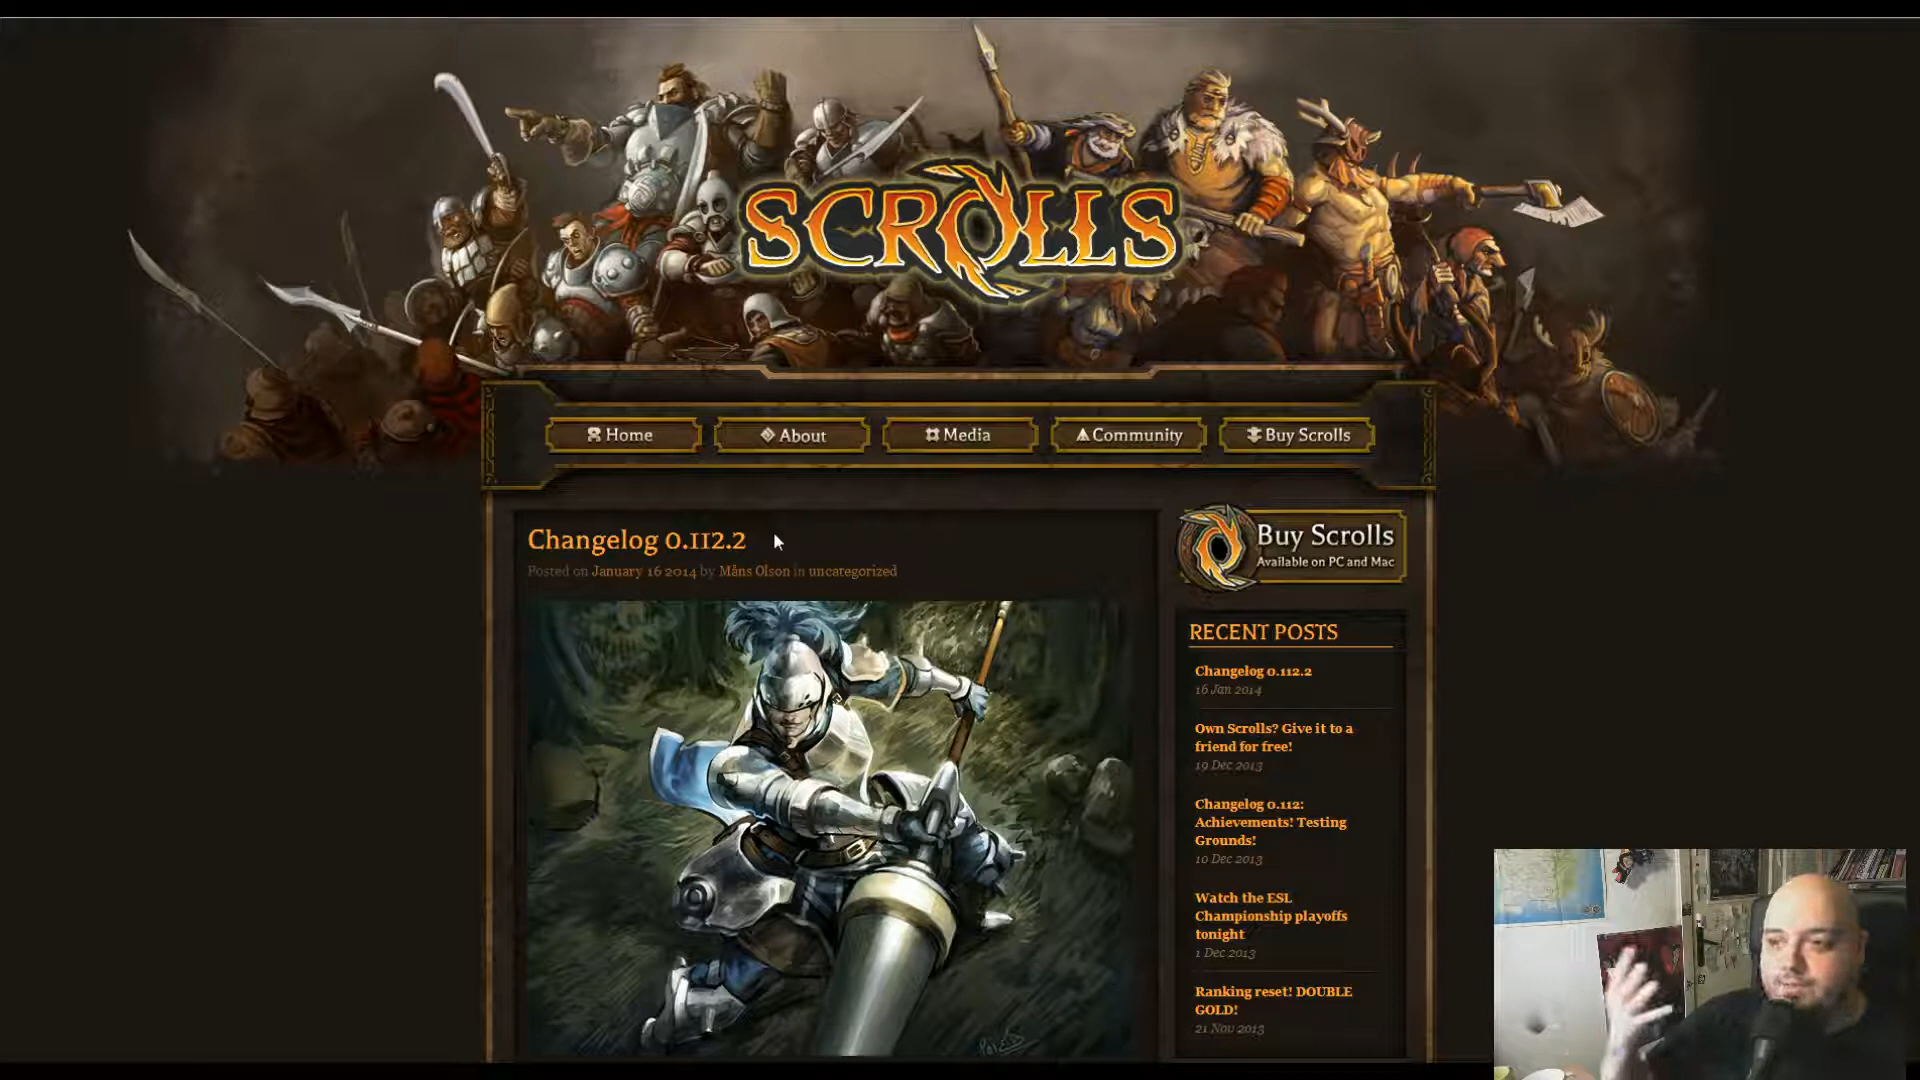 SCROLLS
Home
About
Media
Community
Buy Scrolls
Changelog 0.112.2
Posted on January 16 2014 by Måns Olson in uncategorized
Buy Scrolls
Available on PC and Mac
RECENT POSTS
Changelog 0.112.2
16 Jan 2014
Own Scrolls? Give it to a
friend for free!
19 Dec 2013
Changelog 0.112:
Achievements! Testing
Grounds!
10 Dec 2013
Watch the ESL
Championship playoffs
tonight
1 Dec 2013
Ranking reset! DOUBLE
GOLD!
21 Nov 2013